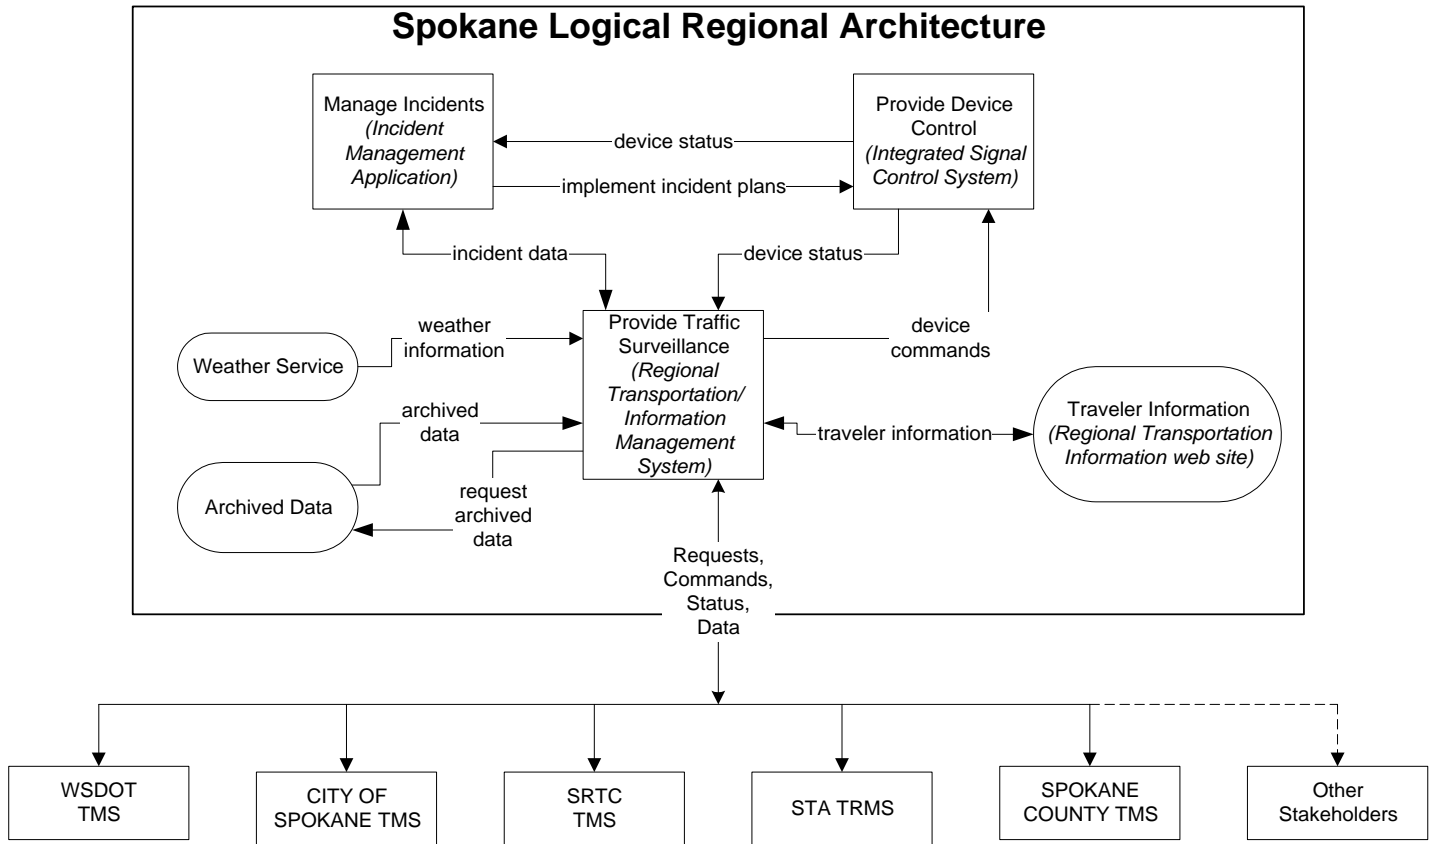 Spokane Logical Regional Architecture
Manage Incidents
(Incident
Management
Application)
Provide Device
Control
(Integrated Signal
Control System)
device status
implement incident plans
incident data
device status
weather
information
Weather Service
Provide Traffic
Surveillance
(Regional
Transportation/
Information
Management
System)
device
commands
archived
data
traveler information
Traveler Information
(Regional Transportation
Information web site)
Archived Data
request
archived
data
Requests,
Commands,
Status,
Data
WSDOT
TMS
CITY OF
SPOKANE TMS
SRTC
TMS
STA TRMS
SPOKANE
COUNTY TMS
Other
Stakeholders